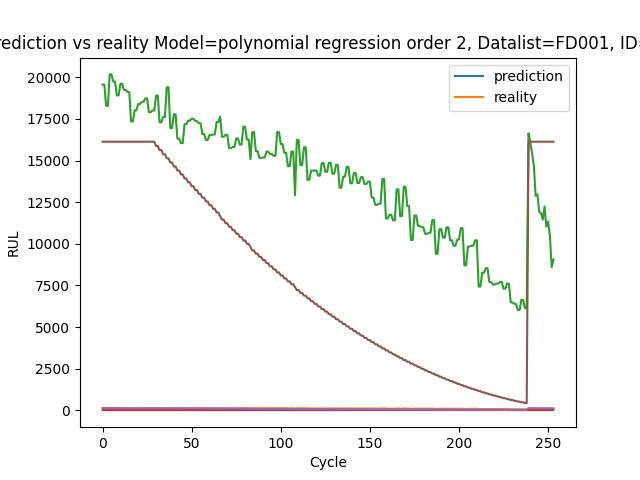 rediction vs reality Model=polynomial regression order 2, Datalist=FD001, ID=
prediction
reality
RUL
20000
17500
15000
12500
10000
7500
5000
2500
0
0 50 100 150 200 250
Cycle